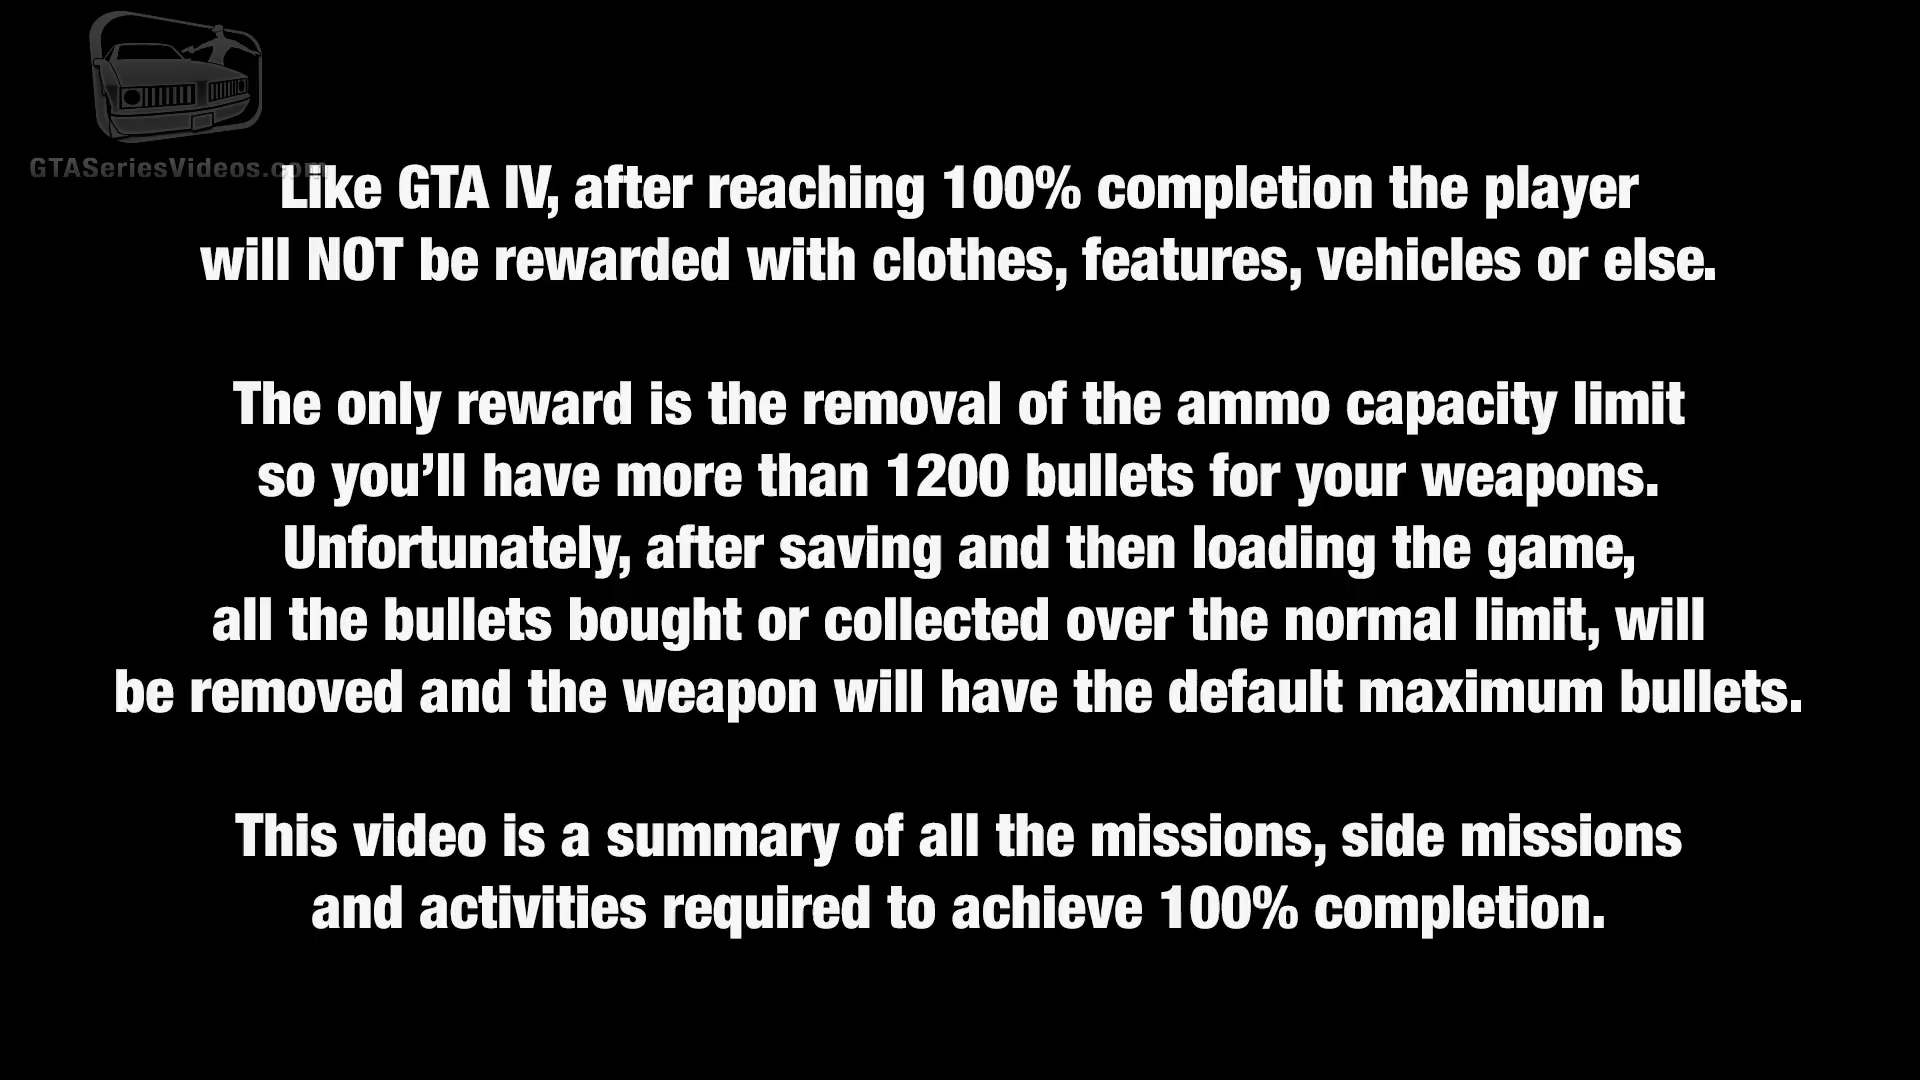 GTASeriesVideos.com
Like GTA IV, after reaching 100% completion the player
will NOT be rewarded with clothes, features, vehicles or else.
The only reward is the removal of the ammo capacity limit
so you’ll have more than 1200 bullets for your weapons.
Unfortunately, after saving and then loading the game,
all the bullets bought or collected over the normal limit, will
be removed and the weapon will have the default maximum bullets.
This video is a summary of all the missions, side missions
and activities required to achieve 100% completion.